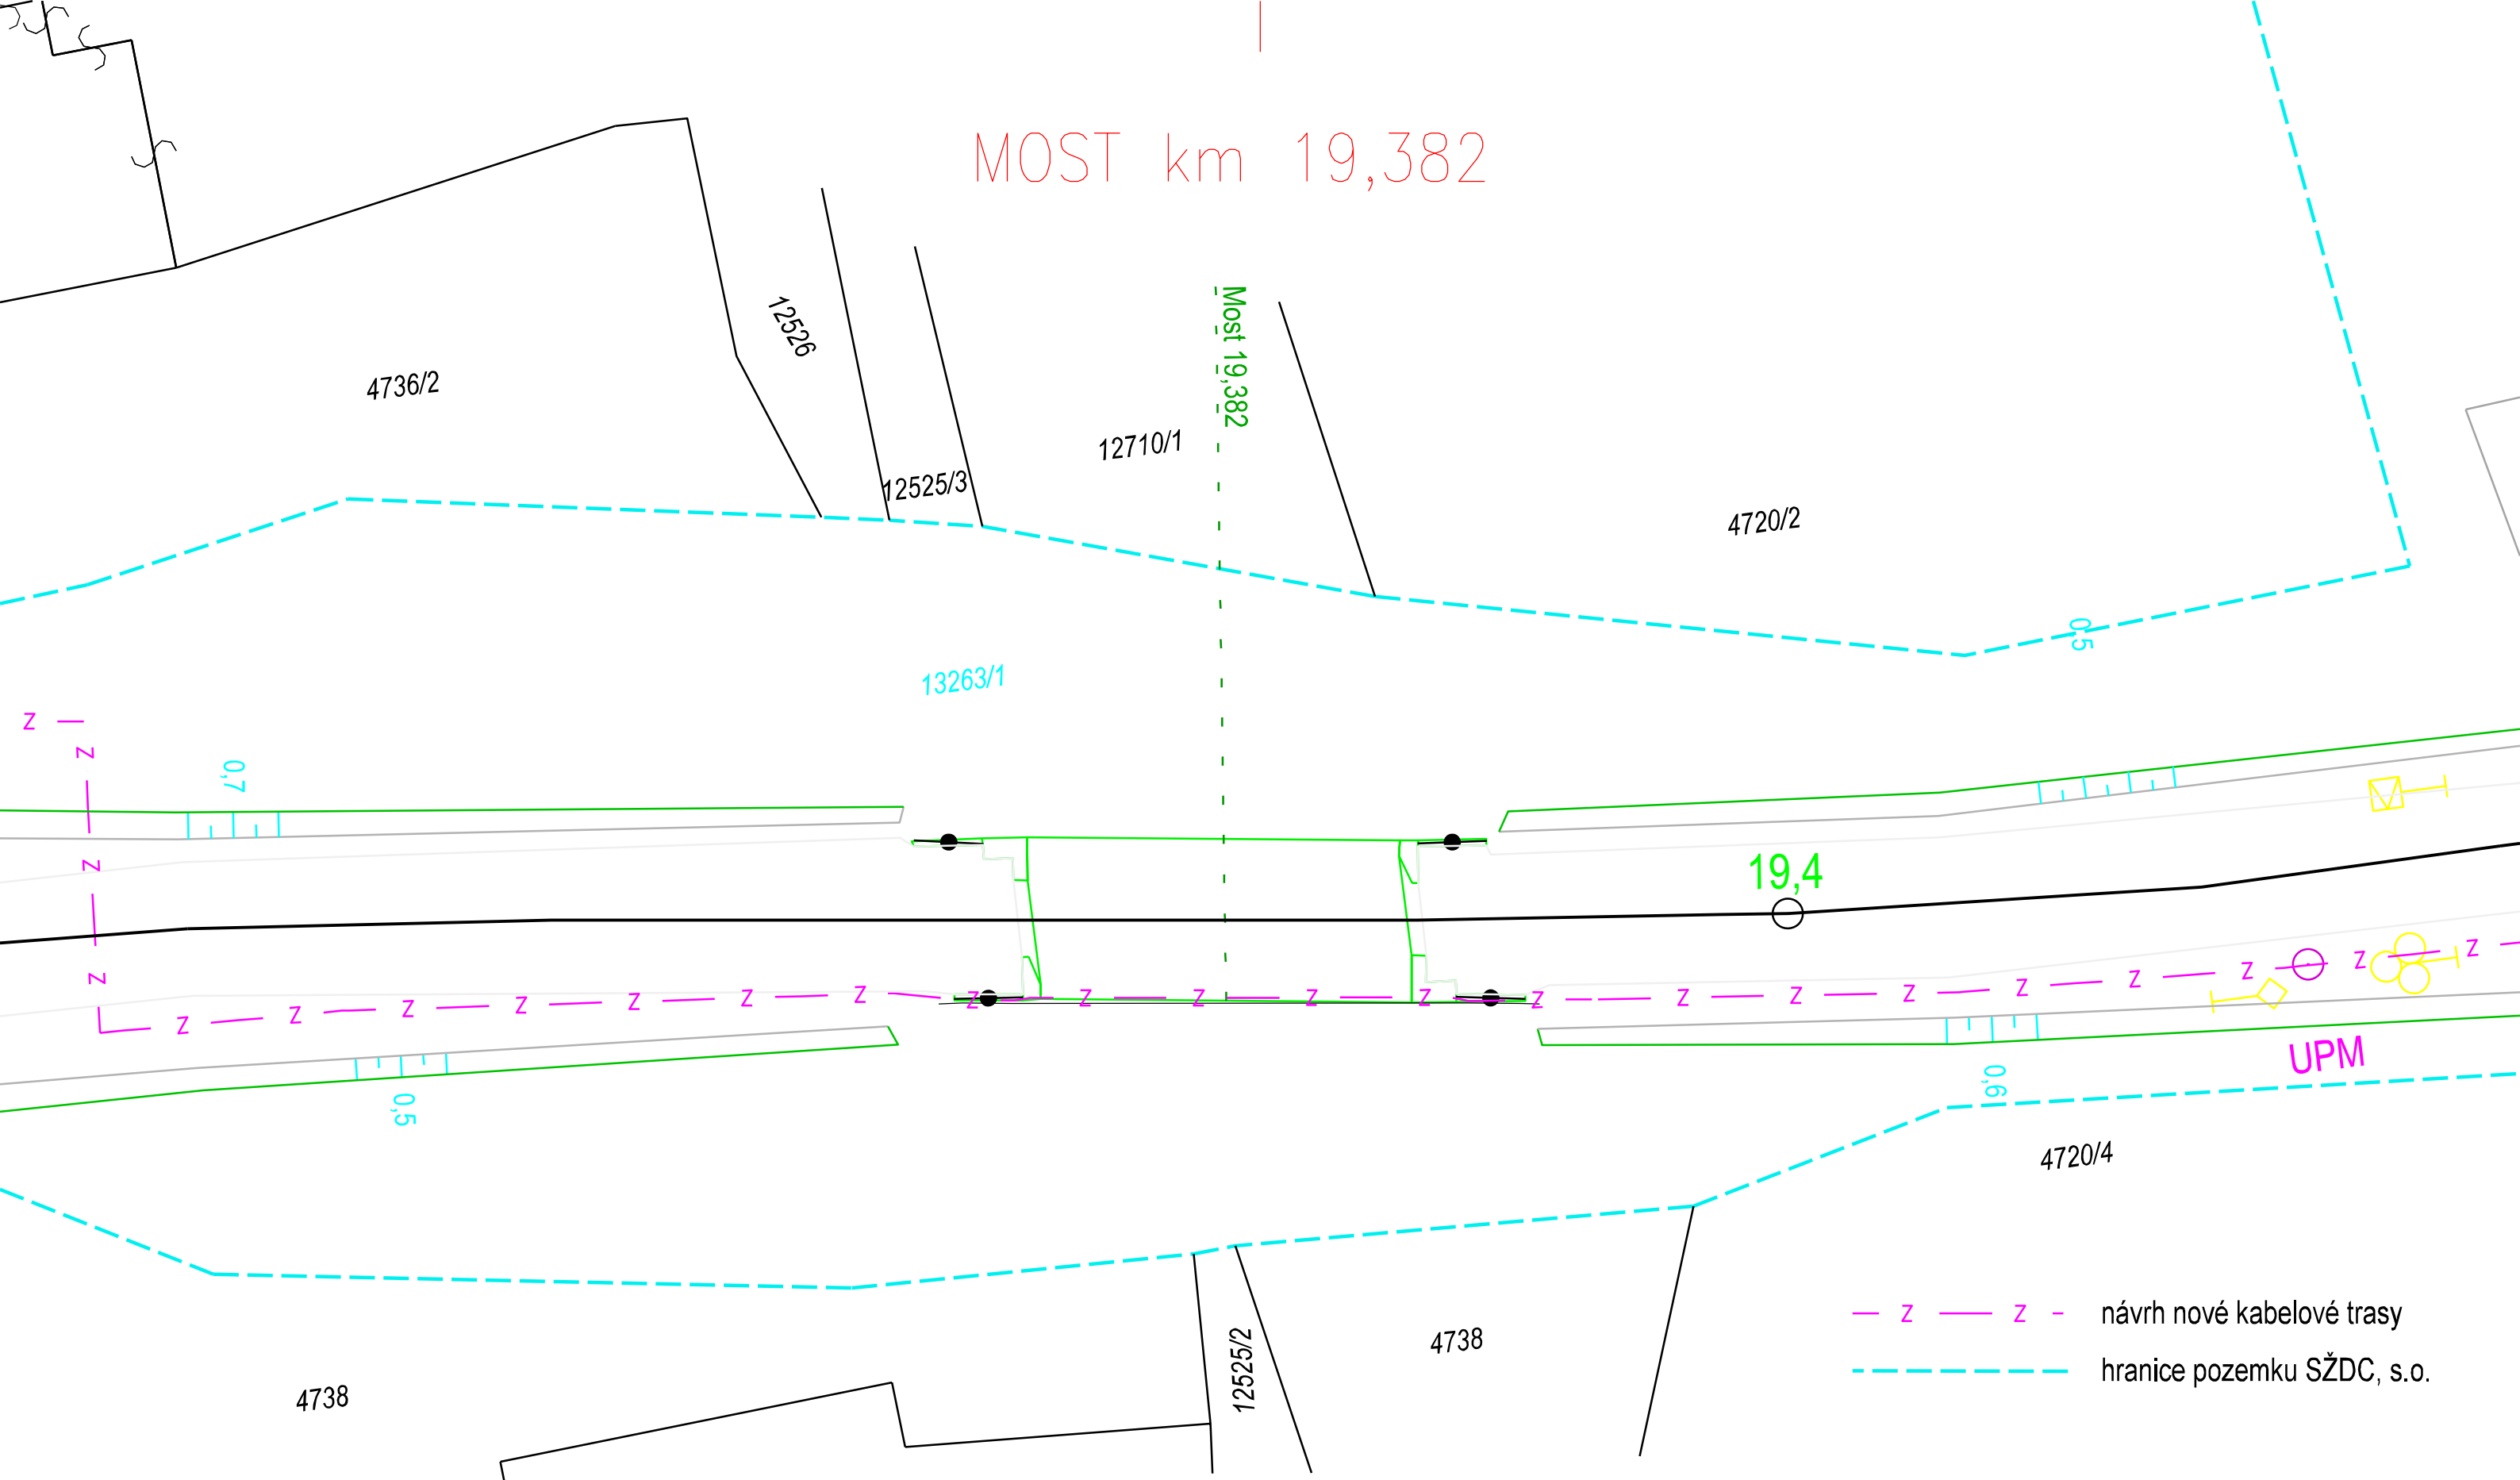 MOST km 19,382
12526
Most 19,382
4736/2
12710/1
12525/3
4720/2
0,5
13263/1
z
z
0,7
z
19,4
z
z z z z z z z z z z z z z z z z z z z z z
UPM
0,6
0,5
4720/4
z z návrh nové kabelové trasy
4738
12525/2
hranice pozemku SŽDC, s.o.
4738